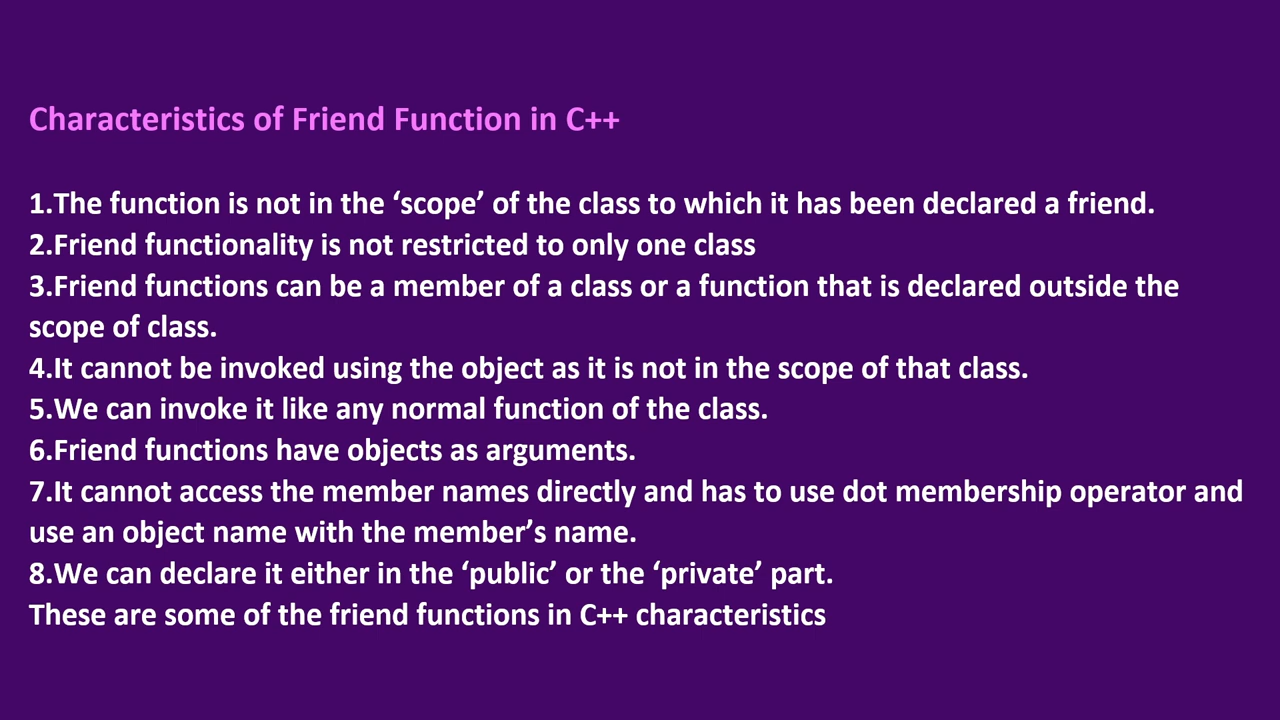 Characteristics of Friend Function in C++
1.The function is not in the ‘scope’ of the class to which it has been declared a friend.
2.Friend functionality is not restricted to only one class
3.Friend functions can be a member of a class or a function that is declared outside the
scope of class.
4.It cannot be invoked using the object as it is not in the scope of that class.
5.We can invoke it like any normal function of the class.
6.Friend functions have objects as arguments.
7.It cannot access the member names directly and has to use dot membership operator and
use an object name with the member’s name.
8.We can declare it either in the ‘public’ or the ‘private’ part.
These are some of the friend functions in C++ characteristics